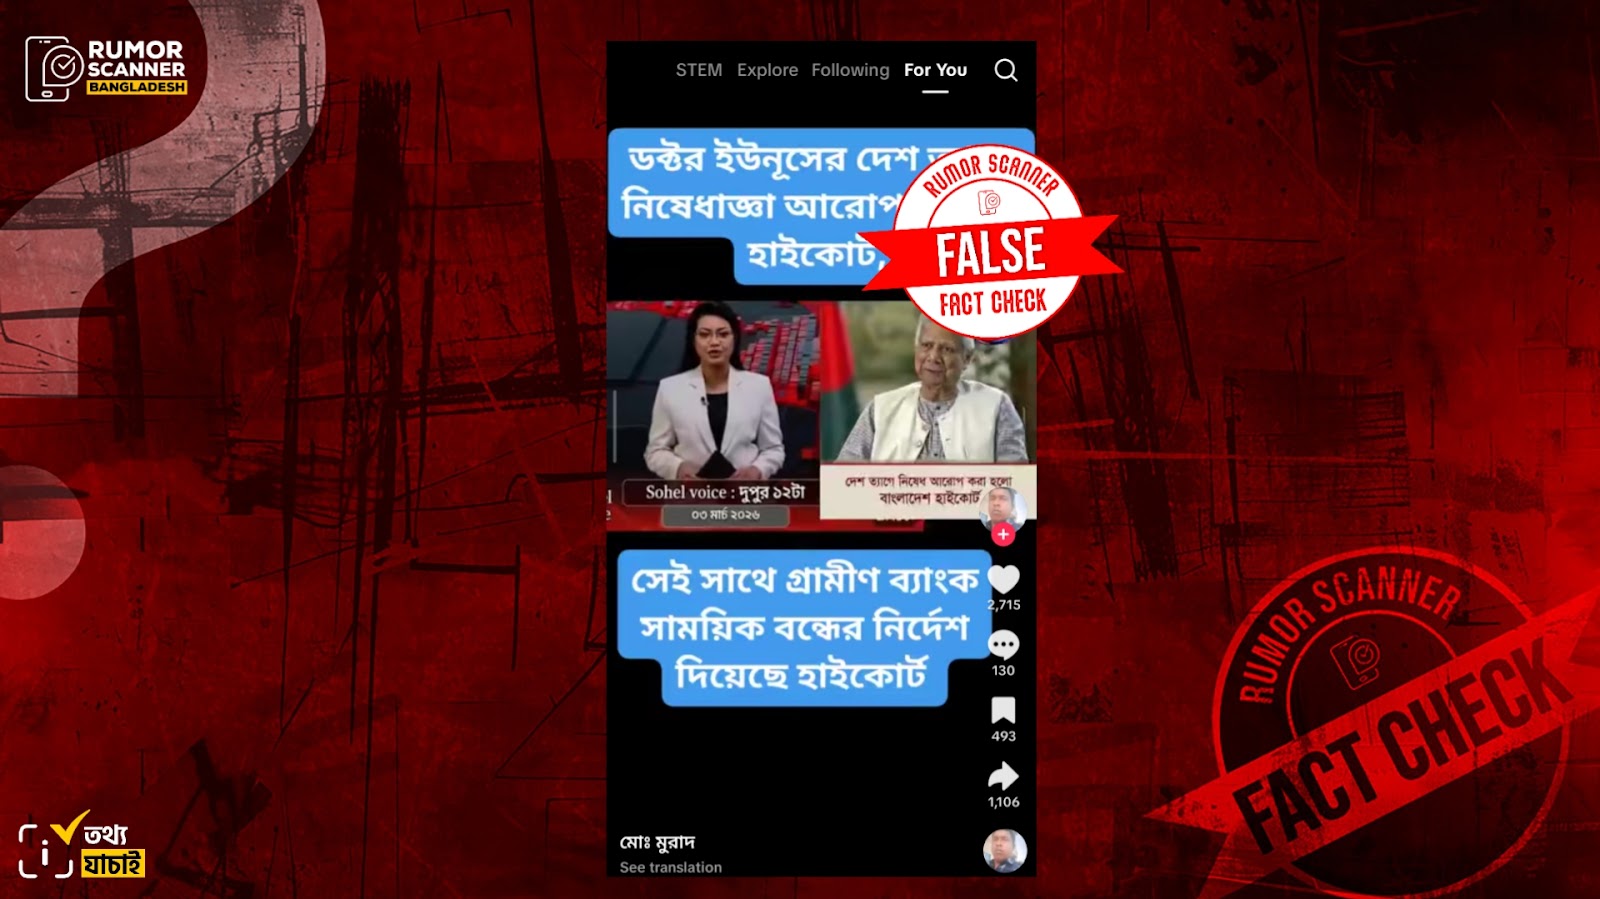 RUMOR
SCANNER
BANGLADESH
STEM Explore Following For You
ডক্টর ইউনূসের দেশ
নিষেধাজ্ঞা আরোপ
হাইকোর্ট,
RUMOR SCANNER
FALSE
FACT CHECK
Sohel voice : দুপুর ১২টা
০৩ মার্চ ২০২৬
দেশ ত্যাগে নিষেধ আরোপ করা হলো
বাংলাদেশ হাইকোর্ট
সেই সাথে গ্রামীণ ব্যাংক
সাময়িক বন্ধের নির্দেশ
দিয়েছে হাইকোর্ট
2,715
130
493
1,106
মোঃ মুরাদ
See translation
তথ্য
যাচাই
RUMOR SCANNER
FACT CHECK